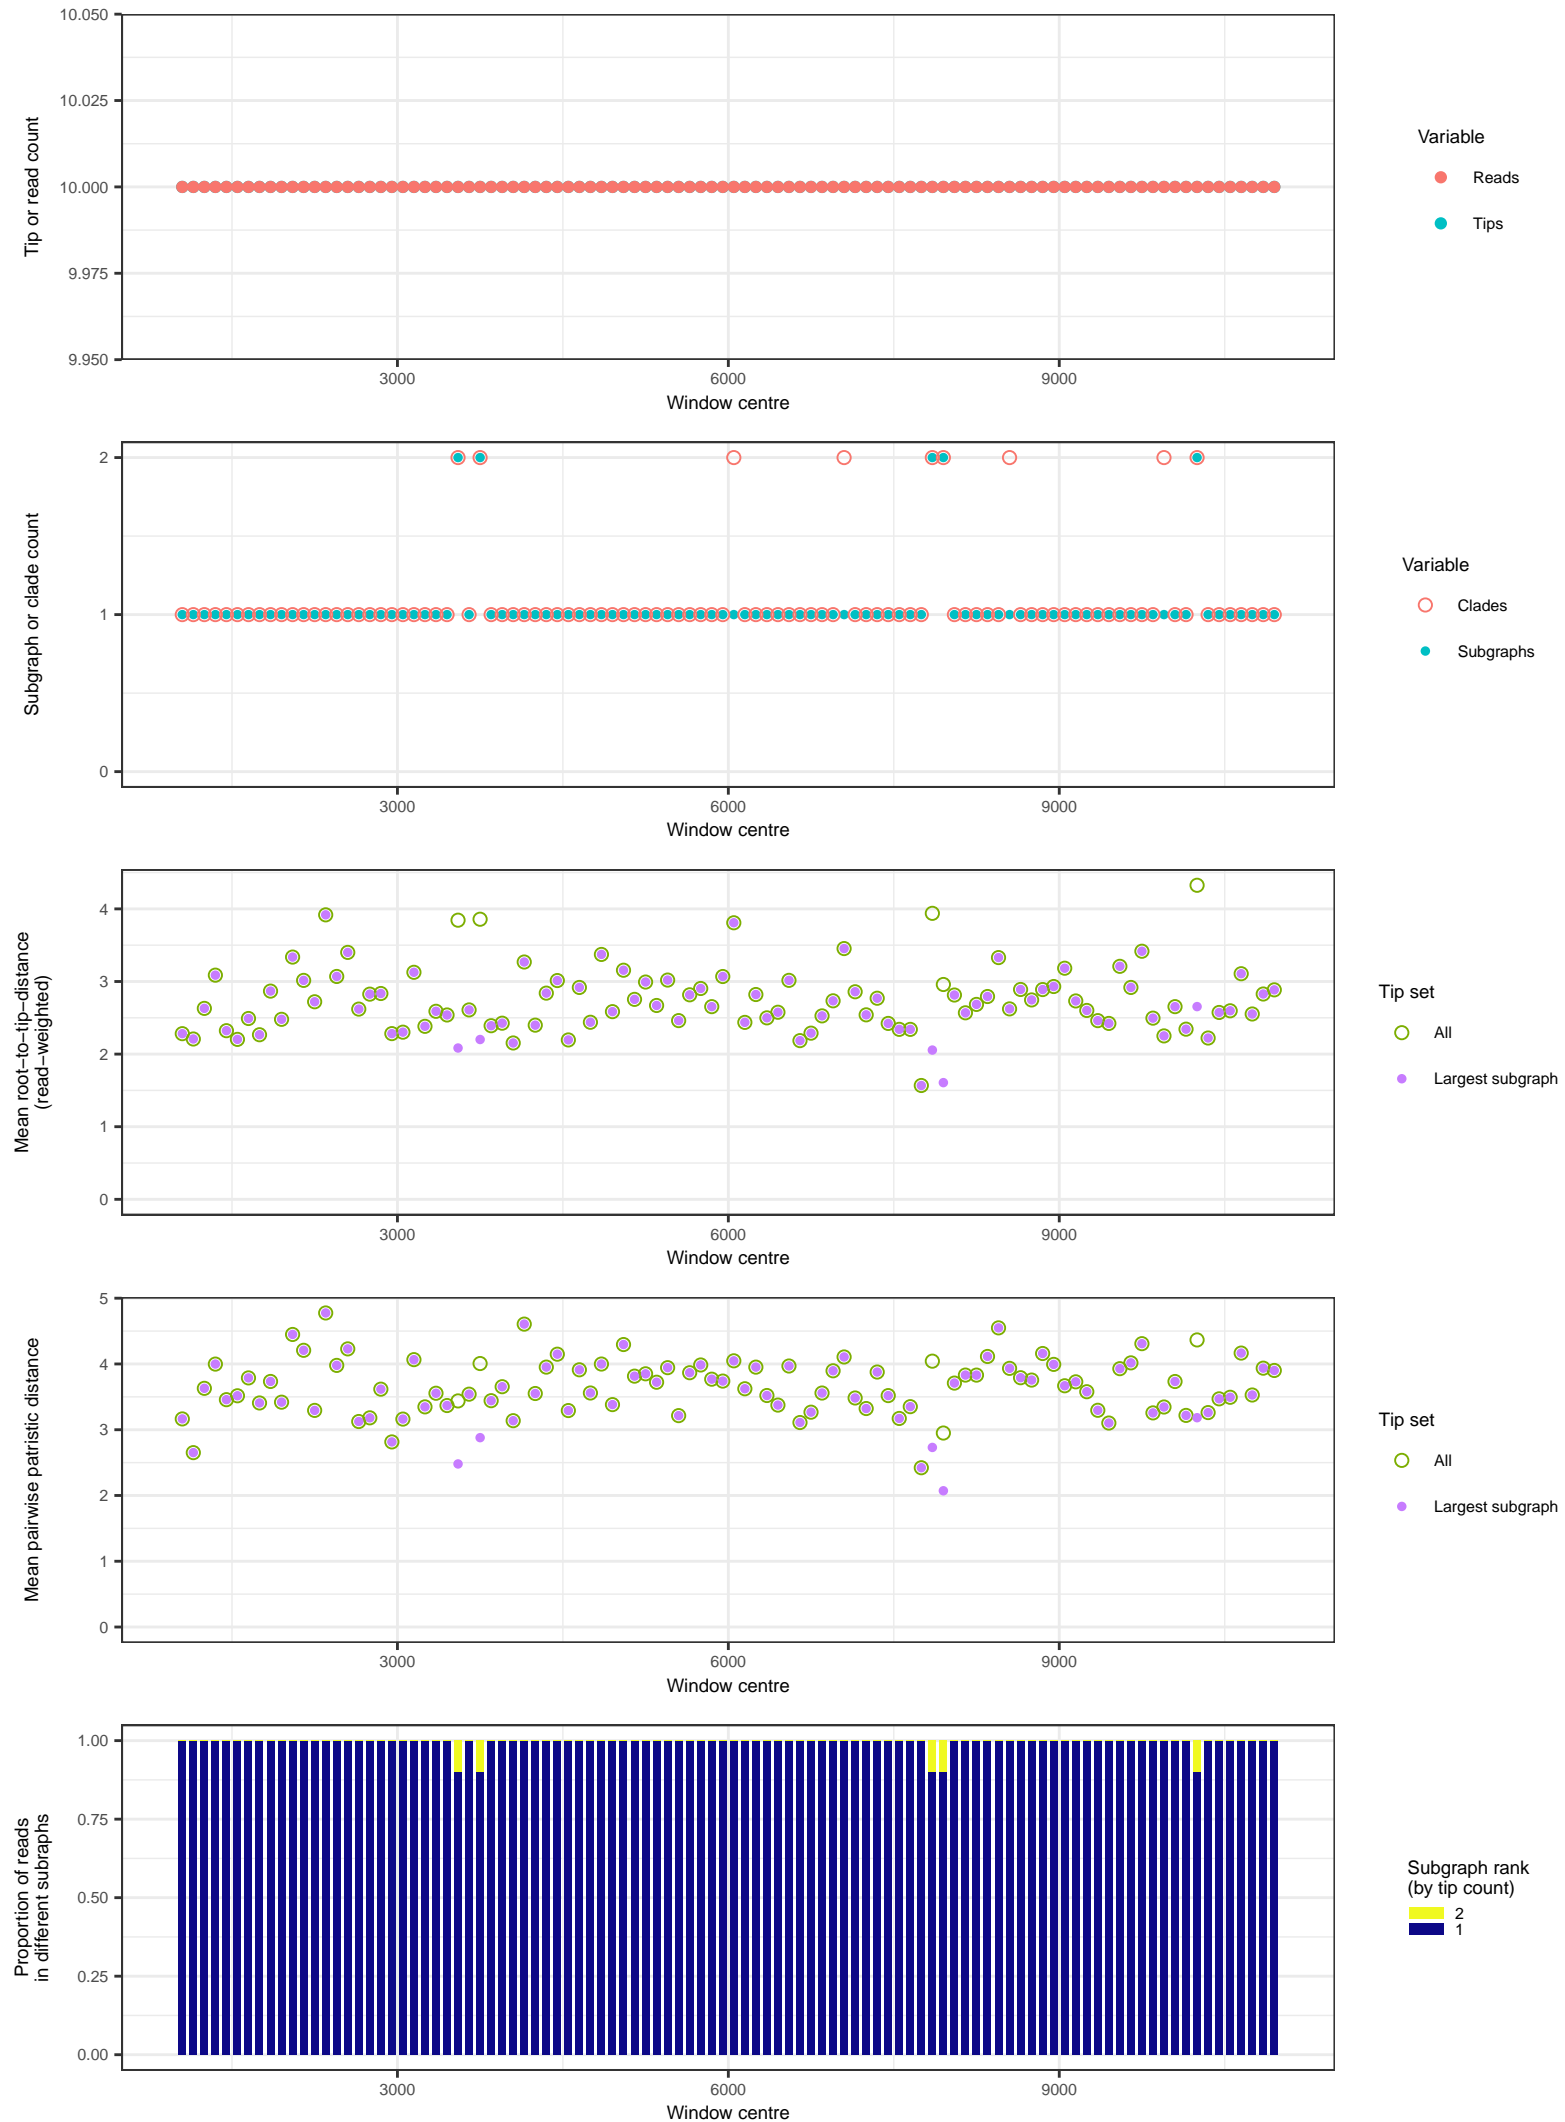 10.050
10.025
10.000
9.975
9.950
Tip or read count
3000 6000 9000
Window centre
Variable
Reads
Tips
2
1
0
Subgraph or clade count
3000 6000 9000
Window centre
Variable
Clades
Subgraphs
4
3
2
1
0
Mean root−to−tip−distance
(read−weighted)
3000 6000 9000
Window centre
Tip set
All
Largest subgraph
5
4
3
2
1
0
Mean pairwise patristic distance
3000 6000 9000
Window centre
Tip set
All
Largest subgraph
1.00
0.75
0.50
0.25
0.00
Proportion of reads
in different subraphs
3000 6000 9000
Window centre
Subgraph rank
(by tip count)
2
1